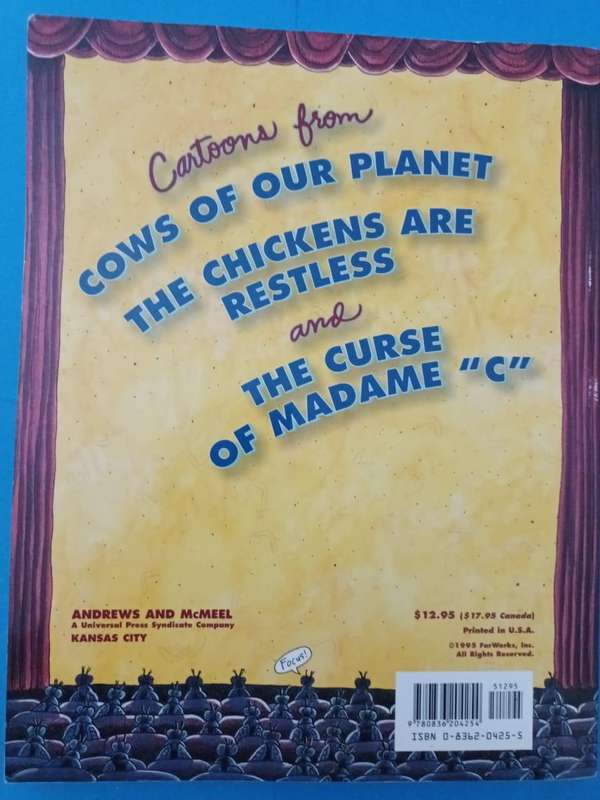 Cartoons from
COWS OF OUR PLANET
THE CHICKENS ARE
RESTLESS
and
THE CURSE
OF MADAME "C"
ANDREWS AND McMEEL
A Universal Press Syndicate Company
KANSAS CITY
$12.95 ($17.95 Canada)
Printed in U.S.A.
©1995 FarWorks, Inc.
All Rights Reserved.
Focus!
51295
9 780836 204254
ISBN 0-8362-0425-5